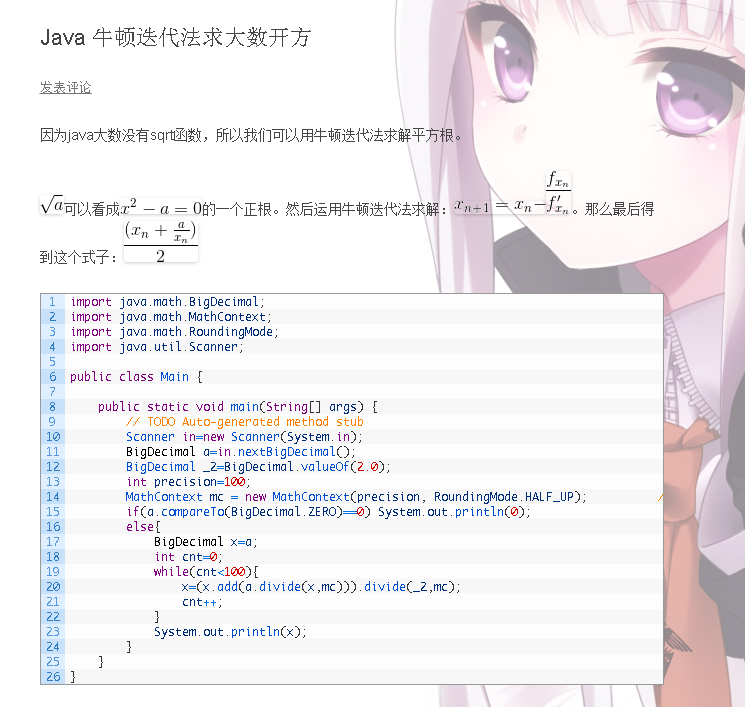 Java 牛顿迭代法求大数开方
发表评论
因为java大数没有sqrt函数，所以我们可以用牛顿迭代法求解平方根。
√a可以看成x² − a = 0的一个正根。然后运用牛顿迭代法求解：xₙ₊₁ = xₙ − f_{xₙ}/f′_{xₙ}。那么最后得
到这个式子：(xₙ + a/xₙ)/2
1 import java.math.BigDecimal;
2 import java.math.MathContext;
3 import java.math.RoundingMode;
4 import java.util.Scanner;
5
6 public class Main {
7
8     public static void main(String[] args) {
9         // TODO Auto-generated method stub
10         Scanner in=new Scanner(System.in);
11         BigDecimal a=in.nextBigDecimal();
12         BigDecimal _2=BigDecimal.valueOf(2.0);
13         int precision=100;
14         MathContext mc = new MathContext(precision, RoundingMode.HALF_UP);          /
15         if(a.compareTo(BigDecimal.ZERO)==0) System.out.println(0);
16         else{
17             BigDecimal x=a;
18             int cnt=0;
19             while(cnt<100){
20                 x=(x.add(a.divide(x,mc))).divide(_2,mc);
21                 cnt++;
22             }
23             System.out.println(x);
24         }
25     }
26 }